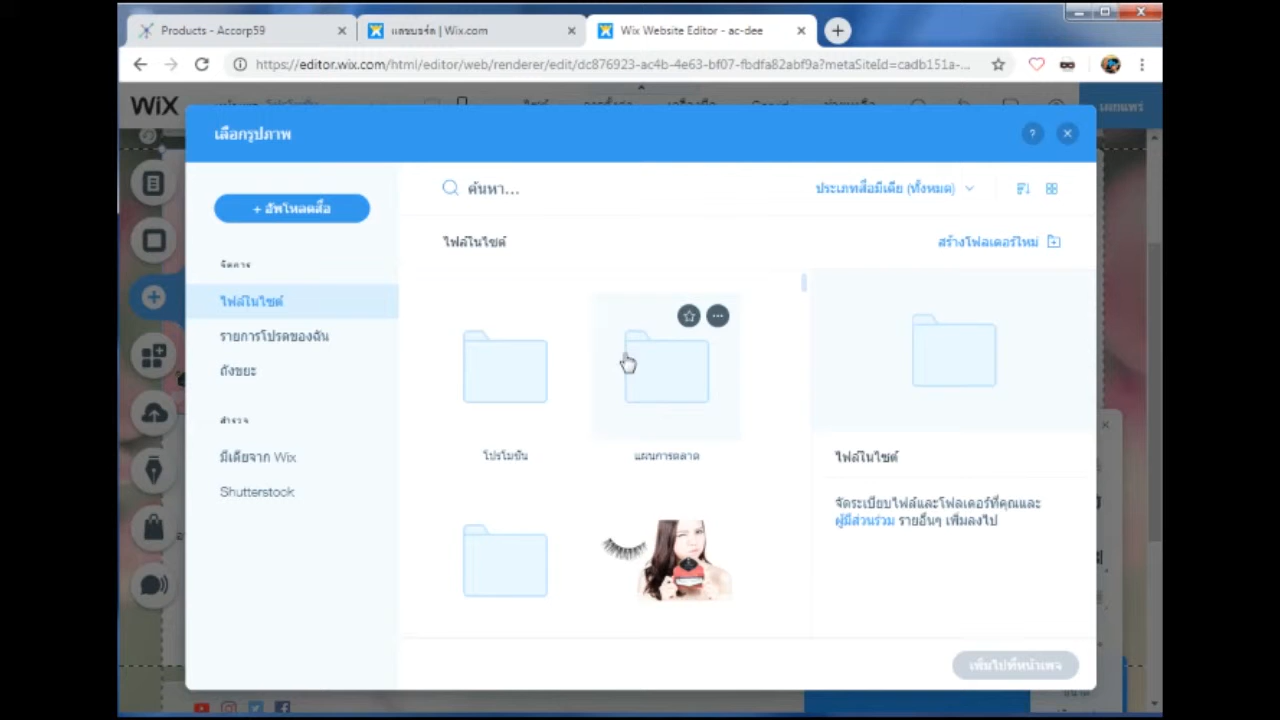 Products - Accorp59
แดชบอร์ด | Wix.com
Wix Website Editor - ac-dee
https://editor.wix.com/html/editor/web/renderer/edit/dc876923-ac4b-4e63-bf07-fbdfa82abf9a?metaSiteId=cadb151a-...
WiX
เผยแพร่
เลือกรูปภาพ
?
+ อัพโหลดสื่อ
ค้นหา...
ประเภทสื่อมีเดีย (ทั้งหมด)
ไฟล์ในไซต์
สร้างโฟลเดอร์ใหม่
จัดการ
ไฟล์ในไซต์
รายการโปรดของฉัน
ถังขยะ
สำรวจ
มีเดียจาก Wix
Shutterstock
โปรโมชั่น
แผนการตลาด
ไฟล์ในไซต์
จัดระเบียบไฟล์และโฟลเดอร์ที่คุณและ
ผู้มีส่วนร่วม รายอื่นๆ เพิ่มลงไป
เพิ่มไปที่หน้าเพจ